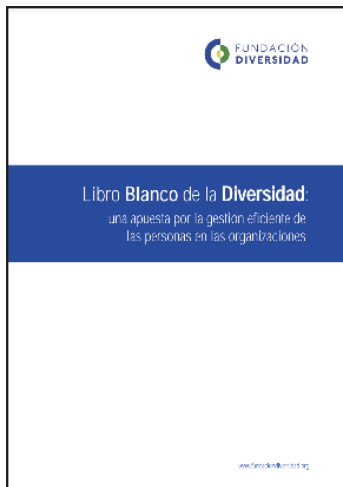 FUNDACIÓN
DIVERSIDAD
Libro Blanco de la Diversidad:
una apuesta por la gestión eficiente de
las personas en las organizaciones
www.fundaciondiversidad.org